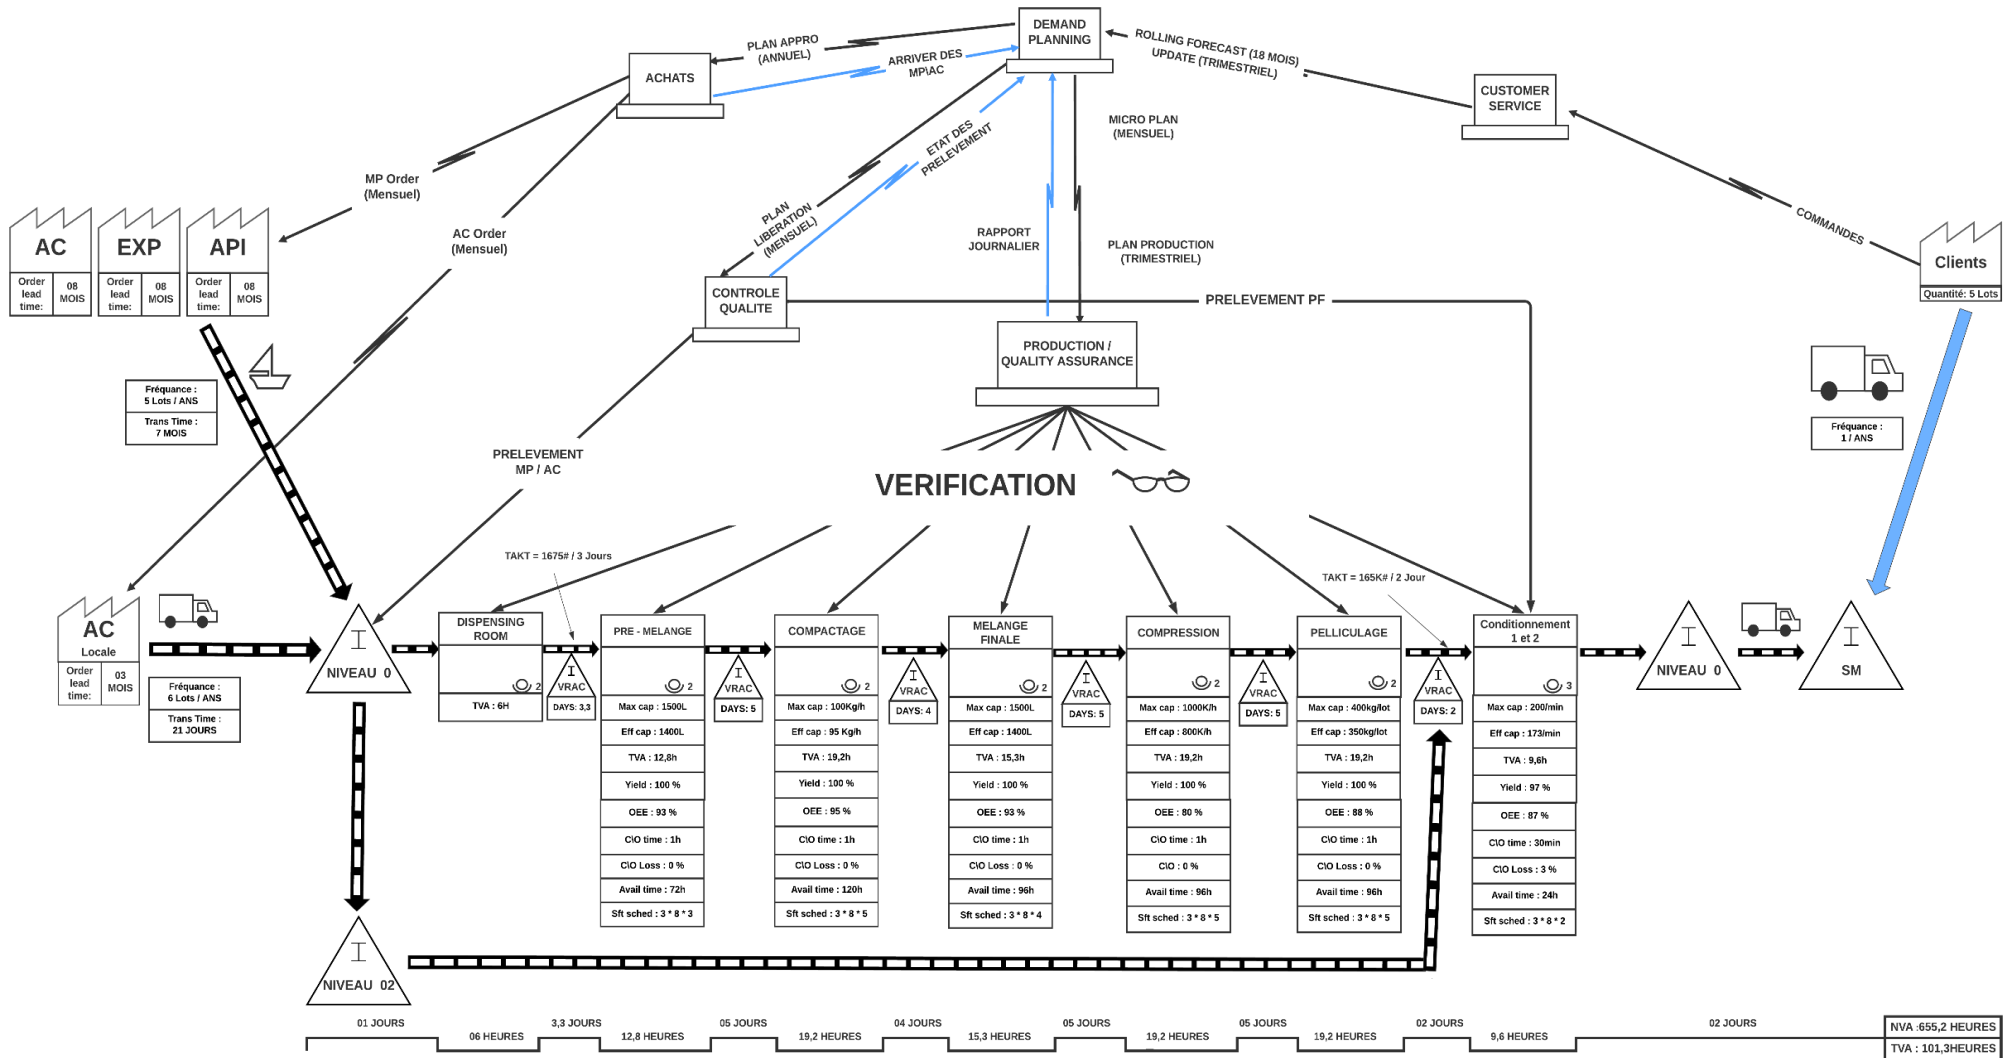 DEMAND
PLANNING
PLAN APPRO
(ANNUEL)
ARRIVER DES
MP\AC
ROLLING FORECAST (18 MOIS)
UPDATE (TRIMESTRIEL)
ACHATS
CUSTOMER
SERVICE
MICRO PLAN
(MENSUEL)
ETAT DES
PRELEVEMENT
MP Order
(Mensuel)
AC Order
(Mensuel)
PLAN
LIBERATION
(MENSUEL)
RAPPORT
JOURNALIER
PLAN PRODUCTION
(TRIMESTRIEL)
COMMANDES
AC
Order
lead
time:
08
MOIS
EXP
Order
lead
time:
08
MOIS
API
Order
lead
time:
08
MOIS
Clients
Quantité: 5 Lots
CONTROLE
QUALITE
PRELEVEMENT PF
PRODUCTION /
QUALITY ASSURANCE
Fréquance :
5 Lots / ANS
Trans Time :
7 MOIS
Fréquance :
1 / ANS
PRELEVEMENT
MP / AC
VERIFICATION
TAKT = 1675# / 3 Jours
TAKT = 165K# / 2 Jour
AC
Locale
Order
lead
time:
03
MOIS
Fréquance :
6 Lots / ANS
Trans Time :
21 JOURS
I
NIVEAU 0
DISPENSING
ROOM
2
TVA : 6H
I
VRAC
DAYS: 3,3
PRE - MELANGE
2
Max cap : 1500L
Eff cap : 1400L
TVA : 12,8h
Yield : 100 %
OEE : 93 %
C\O time : 1h
C\O Loss : 0 %
Avail time : 72h
Sft sched : 3 * 8 * 3
I
VRAC
DAYS: 5
COMPACTAGE
2
Max cap : 100Kg/h
Eff cap : 95 Kg/h
TVA : 19,2h
Yield : 100 %
OEE : 95 %
C\O time : 1h
C\O Loss : 0 %
Avail time : 120h
Sft sched : 3 * 8 * 5
I
VRAC
DAYS: 4
MELANGE
FINALE
2
Max cap : 1500L
Eff cap : 1400L
TVA : 15,3h
Yield : 100 %
OEE : 93 %
C\O time : 1h
C\O Loss : 0 %
Avail time : 96h
Sft sched : 3 * 8 * 4
I
VRAC
DAYS: 5
COMPRESSION
2
Max cap : 1000K/h
Eff cap : 800K/h
TVA : 19,2h
Yield : 100 %
OEE : 80 %
C\O time : 1h
C\O : 0 %
Avail time : 96h
Sft sched : 3 * 8 * 5
I
VRAC
DAYS: 5
PELLICULAGE
2
Max cap : 400kg/lot
Eff cap : 350kg/lot
TVA : 19,2h
Yield : 100 %
OEE : 88 %
C\O time : 1h
C\O Loss : 0 %
Avail time : 96h
Sft sched : 3 * 8 * 5
I
VRAC
DAYS: 2
Conditionnement
1 et 2
3
Max cap : 200/min
Eff cap : 173/min
TVA : 9,6h
Yield : 97 %
OEE : 87 %
C\O time : 30min
C\O Loss : 3 %
Avail time : 24h
Sft sched : 3 * 8 * 2
I
NIVEAU 0
I
SM
I
NIVEAU 02
01 JOURS
06 HEURES
3,3 JOURS
12,8 HEURES
05 JOURS
19,2 HEURES
04 JOURS
15,3 HEURES
05 JOURS
19,2 HEURES
05 JOURS
19,2 HEURES
02 JOURS
9,6 HEURES
02 JOURS
NVA :655,2 HEURES
TVA : 101,3HEURES